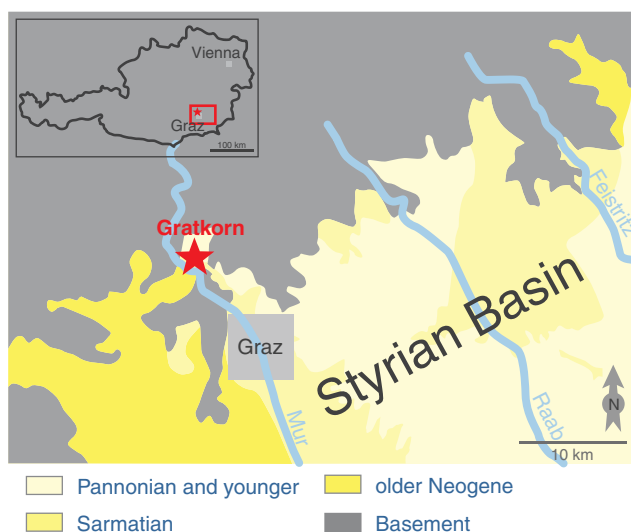 Vienna
Graz
100 km
Gratkorn
Feistritz
Styrian Basin
Graz
Mur
Raab
N
10 km
Pannonian and younger
older Neogene
Sarmatian
Basement